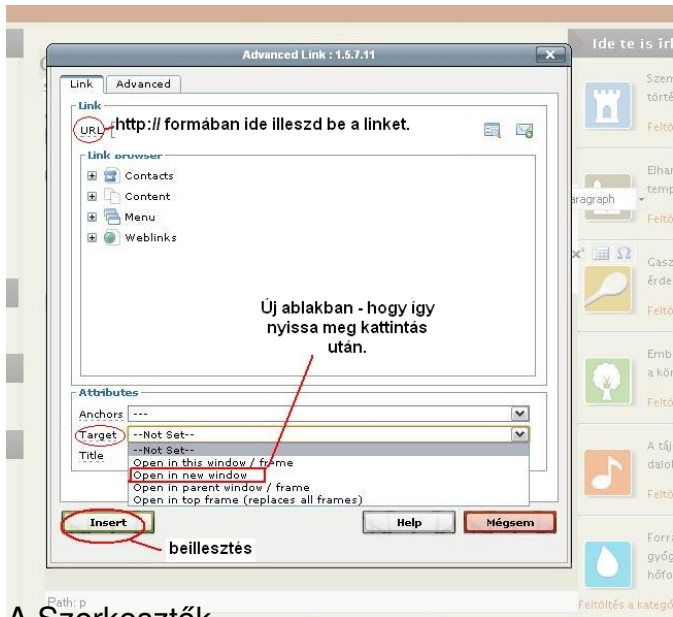 Advanced Link : 1.5.7.11
Ide te is
Link
Advanced
Link
URL
http:// formában ide illeszd be a linket.
Link Browser
Contacts
Content
Menu
Weblinks
Új ablakban - hogy így
nyissa meg kattintás
után.
Attributes
Anchors
---
Target
--Not Set--
Title
--Not Set--
Open in this window / frame
Open in new window
Open in parent window / frame
Open in top frame (replaces all frames)
Insert
Help
Mégsem
beillesztés
Path: p
Feltöltés a
A Szerkesztők